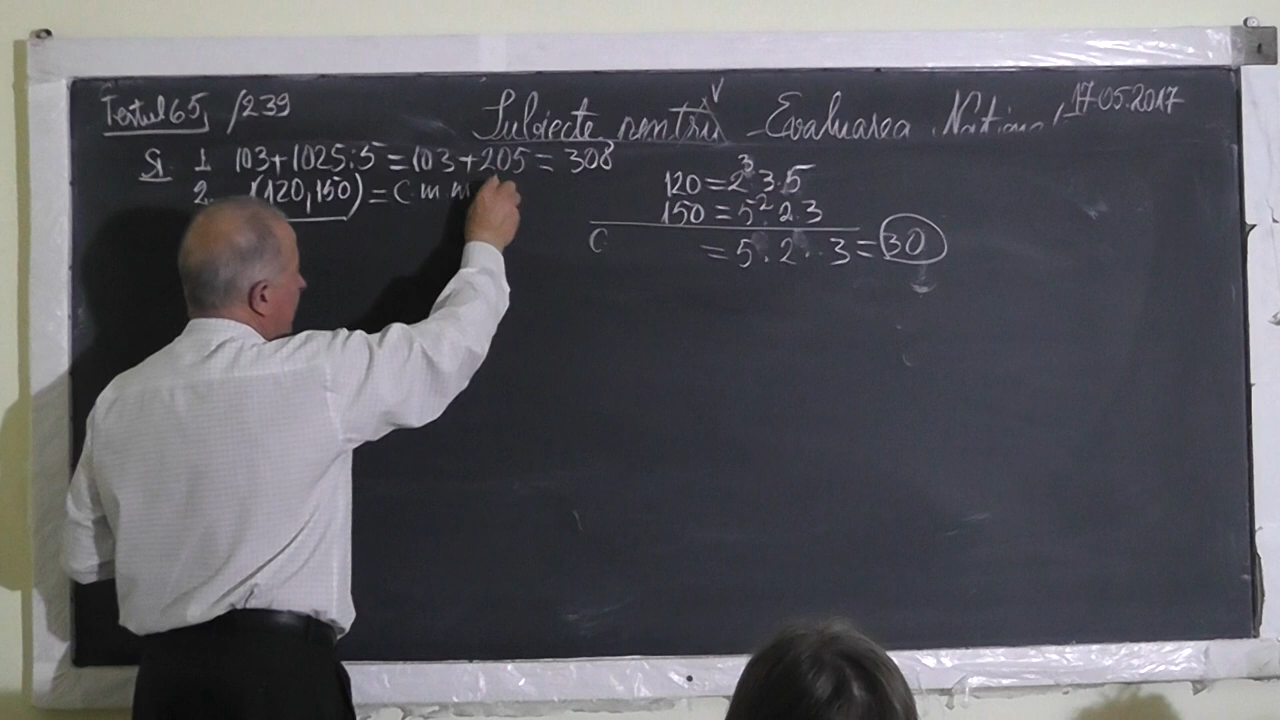 Testul 65, /239
Subiecte pentru Evaluarea Națională, 17.05.2017
SI. 1. 103+1025:5=103+205=308
2. (120,150)=C.m.m
120=2³.3.5
150=5².2.3
C =5.2.3=30